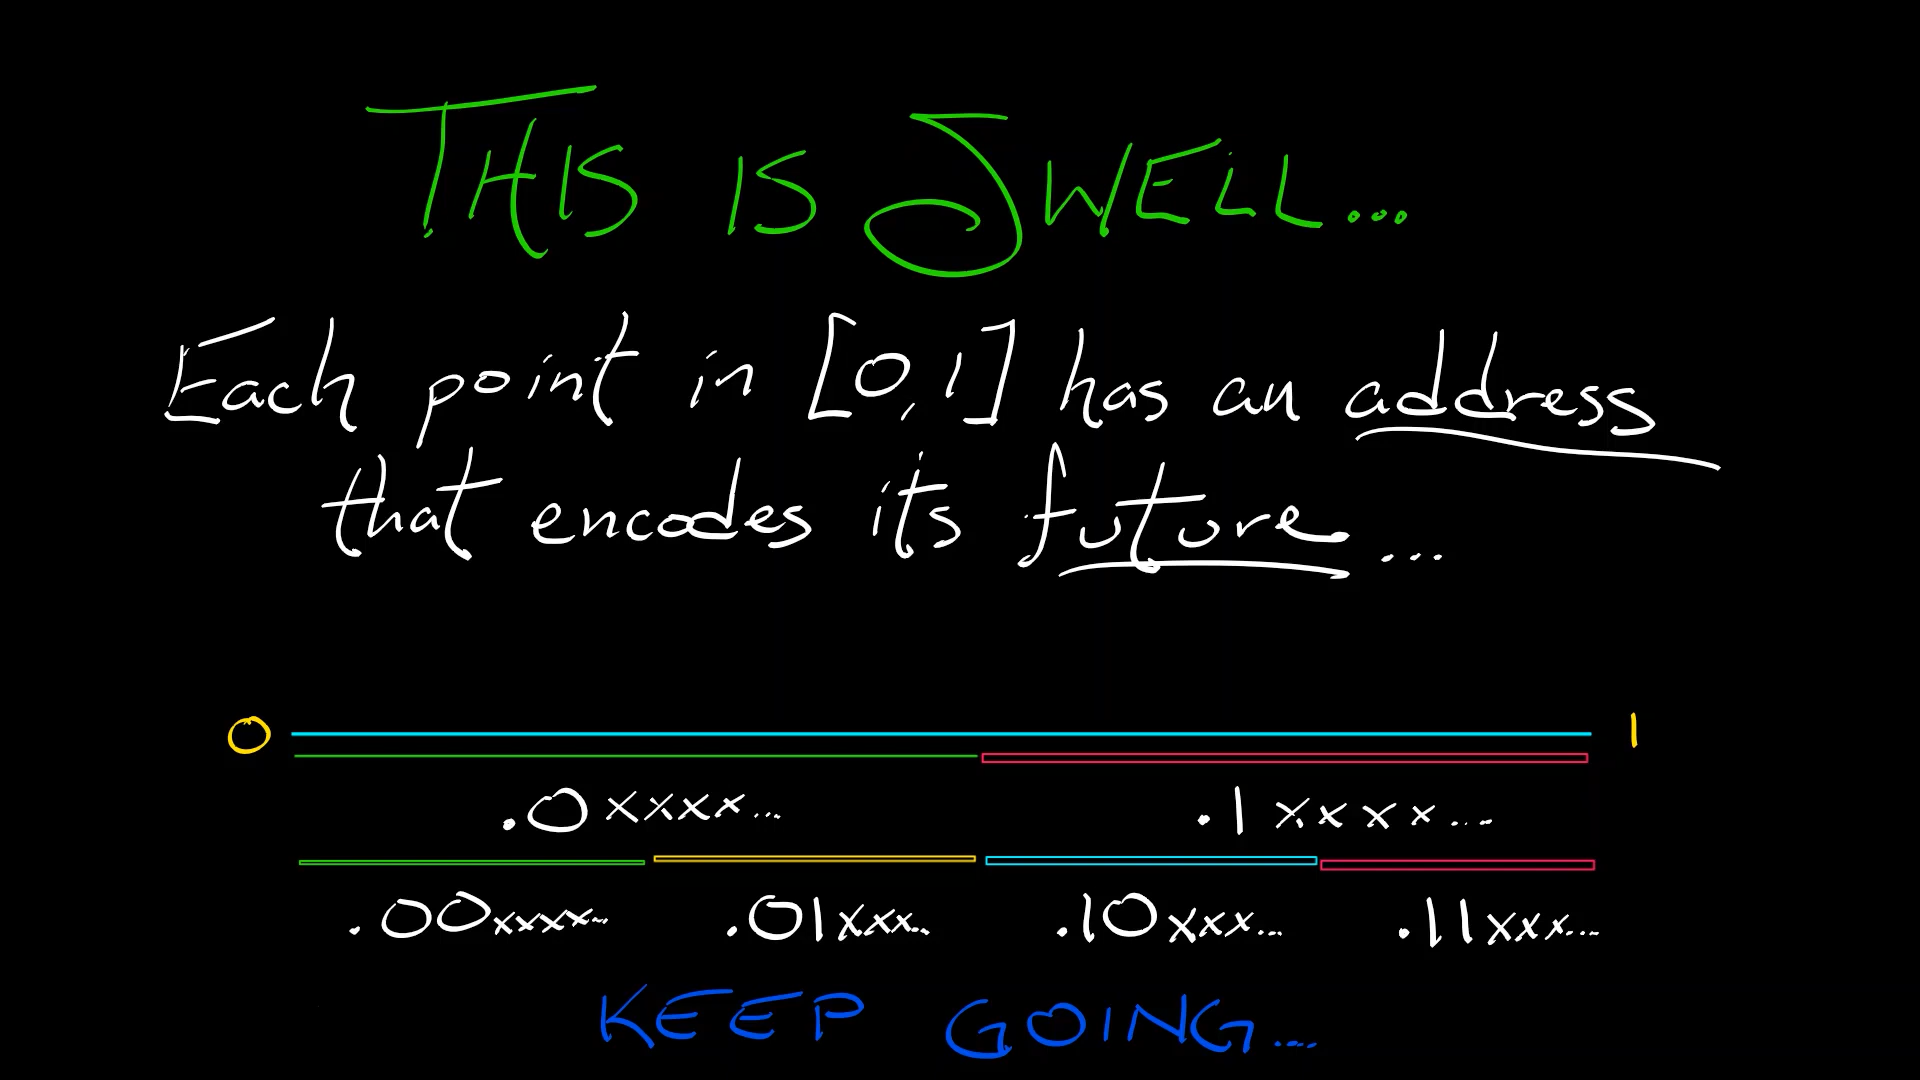 THIS IS SWELL...
Each point in [0,1] has an address
that encodes its future...
0 1
.0xxxx... .1xxxx...
.00xxxx... .01xxx... .10xxx... .11xxx...
KEEP GOING...